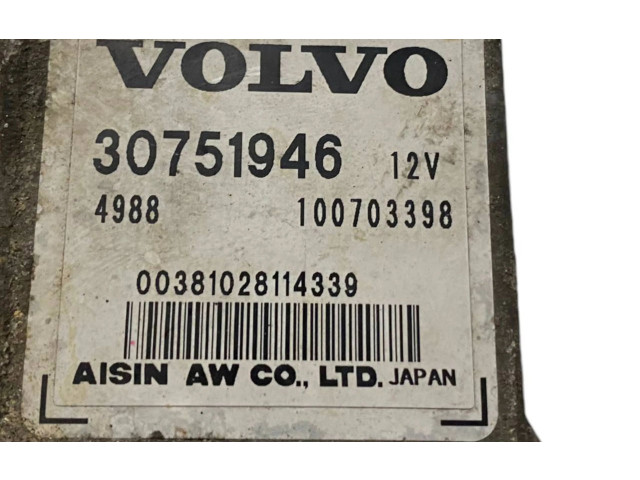 VOLVO
30751946 12V
4988 100703398
00381028114339
AISIN AW CO., LTD. JAPAN